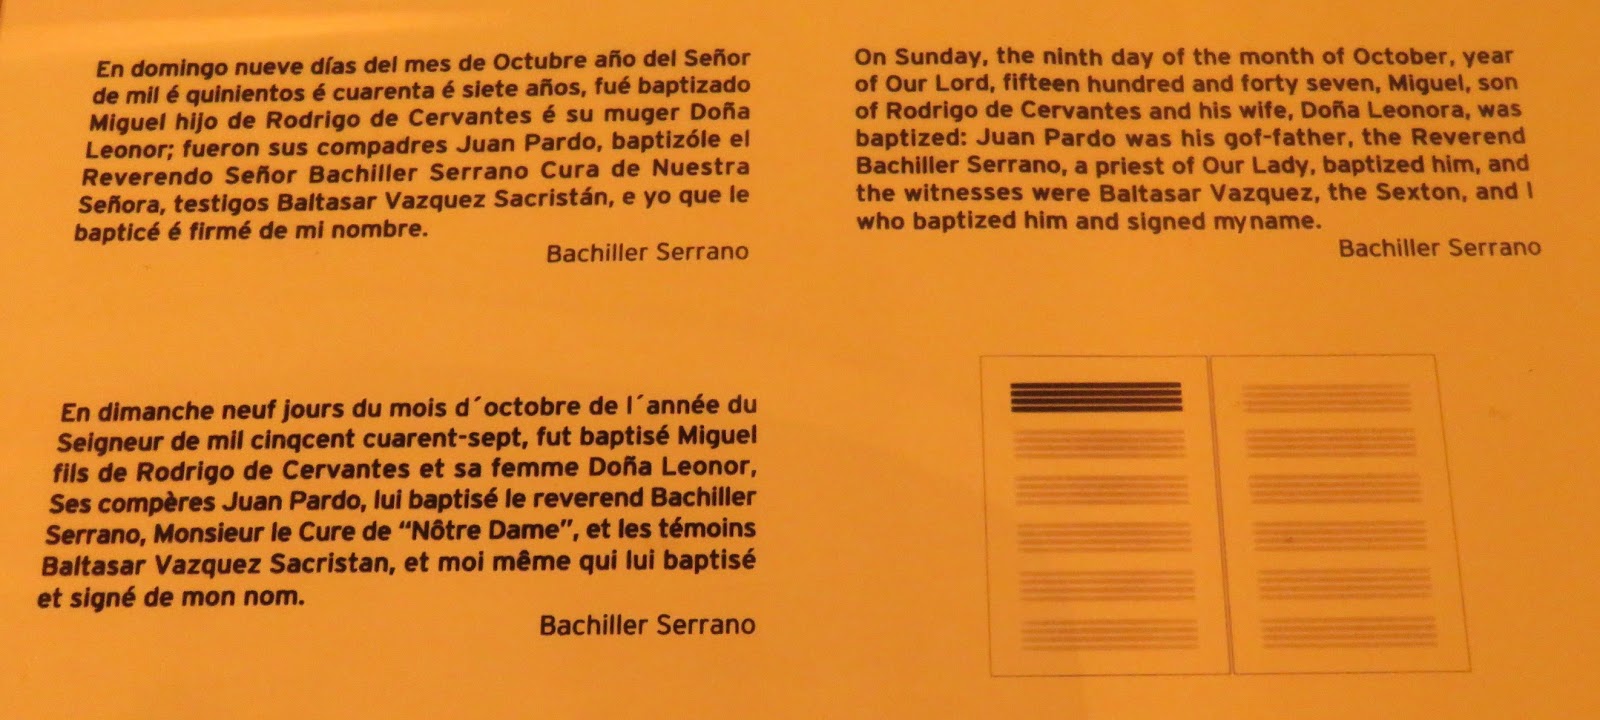 En domingo nueve días del mes de Octubre año del Señor
de mil é quinientos é cuarenta é siete años, fué baptizado
Miguel hijo de Rodrigo de Cervantes é su muger Doña
Leonor; fueron sus compadres Juan Pardo, baptizóle el
Reverendo Señor Bachiller Serrano Cura de Nuestra
Señora, testigos Baltasar Vazquez Sacristán, e yo que le
bapticé é firmé de mi nombre.
Bachiller Serrano
On Sunday, the ninth day of the month of October, year
of Our Lord, fifteen hundred and forty seven, Miguel, son
of Rodrigo de Cervantes and his wife, Doña Leonora, was
baptized: Juan Pardo was his gof-father, the Reverend
Bachiller Serrano, a priest of Our Lady, baptized him, and
the witnesses were Baltasar Vazquez, the Sexton, and I
who baptized him and signed my name.
Bachiller Serrano
En dimanche neuf jours du mois d´octobre de l´année du
Seigneur de mil cinqcent cuarent-sept, fut baptisé Miguel
fils de Rodrigo de Cervantes et sa femme Doña Leonor,
Ses compères Juan Pardo, lui baptisé le reverend Bachiller
Serrano, Monsieur le Cure de “Nôtre Dame”, et les témoins
Baltasar Vazquez Sacristan, et moi même qui lui baptisé
et signé de mon nom.
Bachiller Serrano